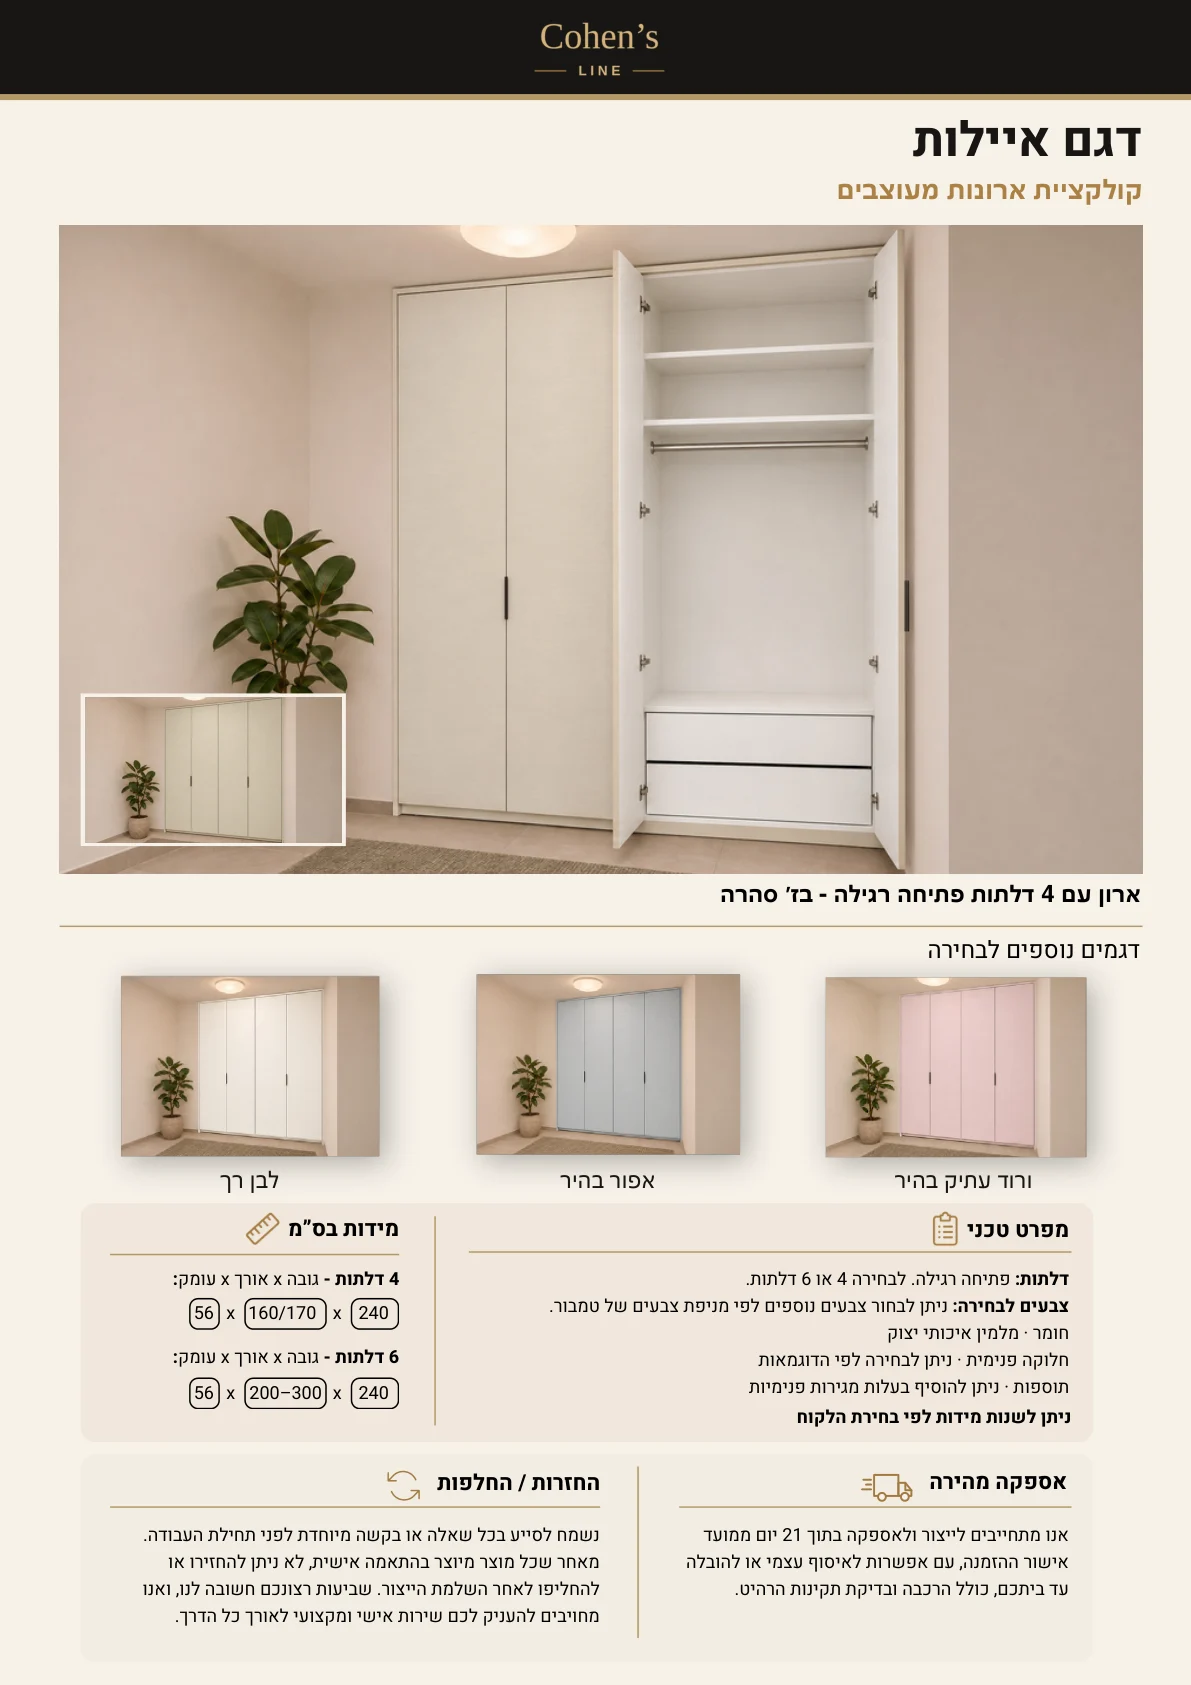 Cohen's
LINE
דגם איילות
קולקציית ארונות מעוצבים
ארון עם 4 דלתות פתיחה רגילה - בז' סהרה
דגמים נוספים לבחירה
ורוד עתיק בהיר
אפור בהיר
לבן רך
מפרט טכני
דלתות: פתיחה רגילה. לבחירה 4 או 6 דלתות.
צבעים לבחירה: ניתן לבחור צבעים נוספים לפי מניפת צבעים של טמבור.
חומר · מלמין איכותי יצוק
חלוקה פנימית · ניתן לבחירה לפי הדוגמאות
תוספות · ניתן להוסיף בעלות מגירות פנימיות
ניתן לשנות מידות לפי בחירת הלקוח
מידות בס"מ
4 דלתות - גובה x אורך x עומק:
240 x 160/170 x 56
6 דלתות - גובה x אורך x עומק:
240 x 200–300 x 56
אספקה מהירה
אנו מתחייבים לייצור ולאספקה בתוך 21 יום ממועד
אישור ההזמנה, עם אפשרות לאיסוף עצמי או להובלה
עד ביתכם, כולל הרכבה ובדיקת תקינות הרהיט.
החזרות / החלפות
נשמח לסייע בכל שאלה או בקשה מיוחדת לפני תחילת העבודה.
מאחר שכל מוצר מיוצר בהתאמה אישית, לא ניתן להחזירו או
להחליפו לאחר השלמת הייצור. שביעות רצונכם חשובה לנו, ואנו
מחויבים להעניק לכם שירות אישי ומקצועי לאורך כל הדרך.